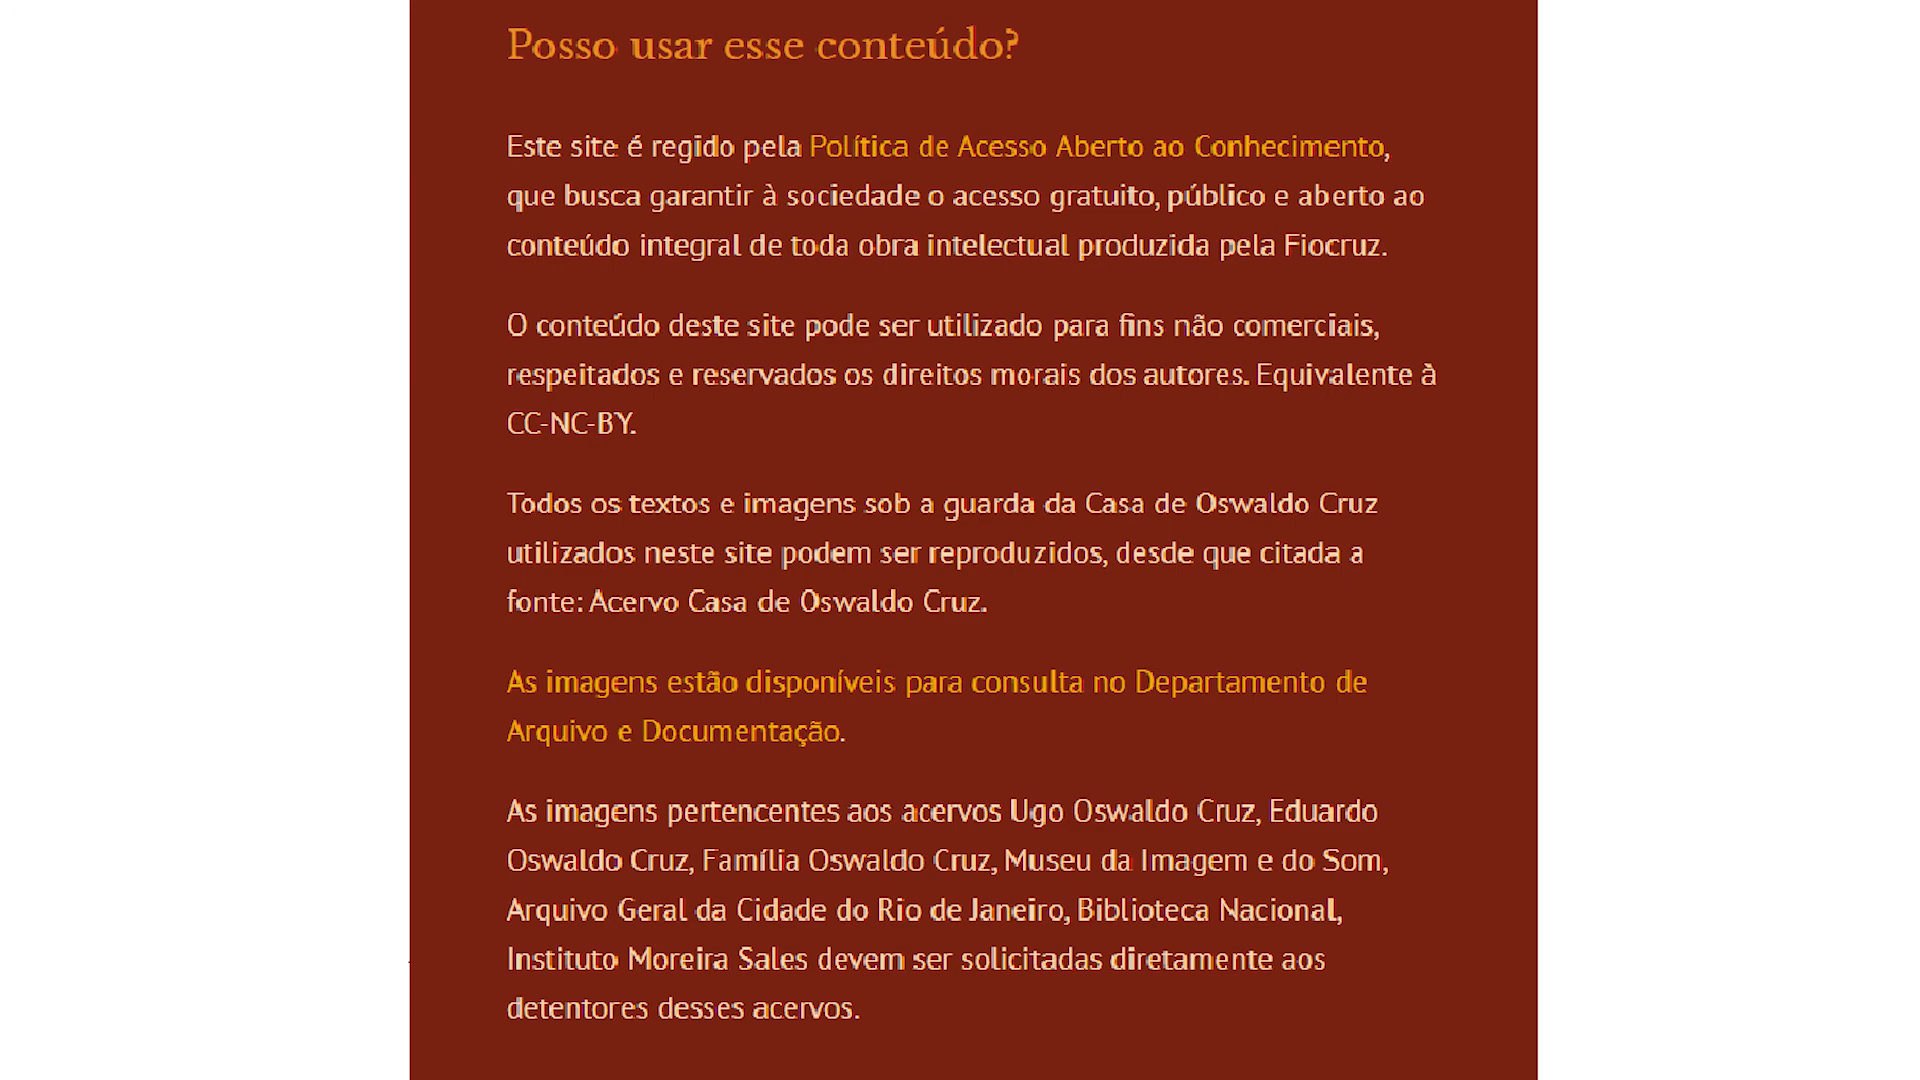 Posso usar esse conteúdo?
Este site é regido pela Política de Acesso Aberto ao Conhecimento,
que busca garantir à sociedade o acesso gratuito, público e aberto ao
conteúdo integral de toda obra intelectual produzida pela Fiocruz.
O conteúdo deste site pode ser utilizado para fins não comerciais,
respeitados e reservados os direitos morais dos autores. Equivalente à
CC-NC-BY.
Todos os textos e imagens sob a guarda da Casa de Oswaldo Cruz
utilizados neste site podem ser reproduzidos, desde que citada a
fonte: Acervo Casa de Oswaldo Cruz.
As imagens estão disponíveis para consulta no Departamento de
Arquivo e Documentação.
As imagens pertencentes aos acervos Ugo Oswaldo Cruz, Eduardo
Oswaldo Cruz, Família Oswaldo Cruz, Museu da Imagem e do Som,
Arquivo Geral da Cidade do Rio de Janeiro, Biblioteca Nacional,
Instituto Moreira Sales devem ser solicitadas diretamente aos
detentores desses acervos.